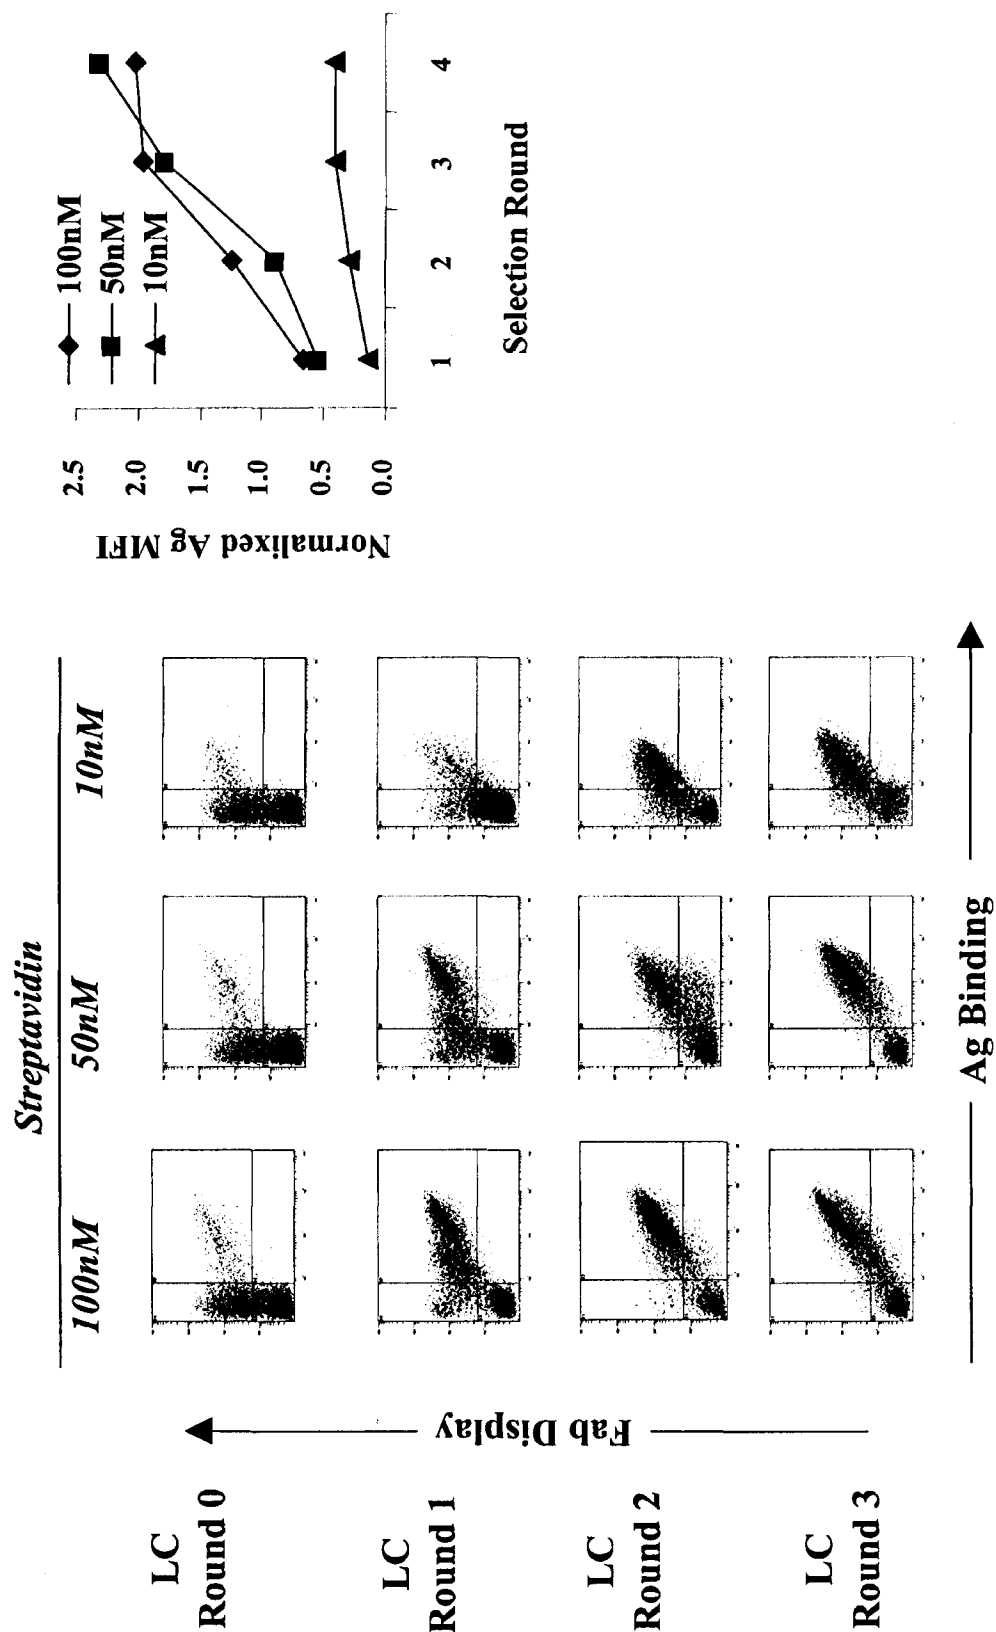 Streptavidin
100nM 50nM 10nM
LC
Round 0
LC
Round 1
LC
Round 2
LC
Round 3
Fab Display
Ag Binding
100nM
50nM
10nM
Normalixed Ag MFI
2.5
2.0
1.5
1.0
0.5
0.0
1 2 3 4
Selection Round